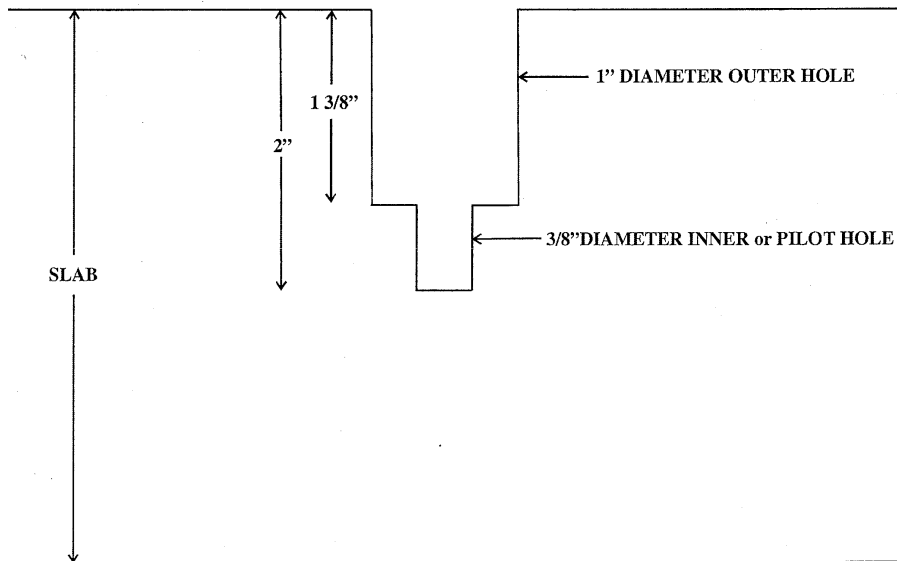 1” DIAMETER OUTER HOLE
1 3/8”
2”
3/8”DIAMETER INNER or PILOT HOLE
SLAB